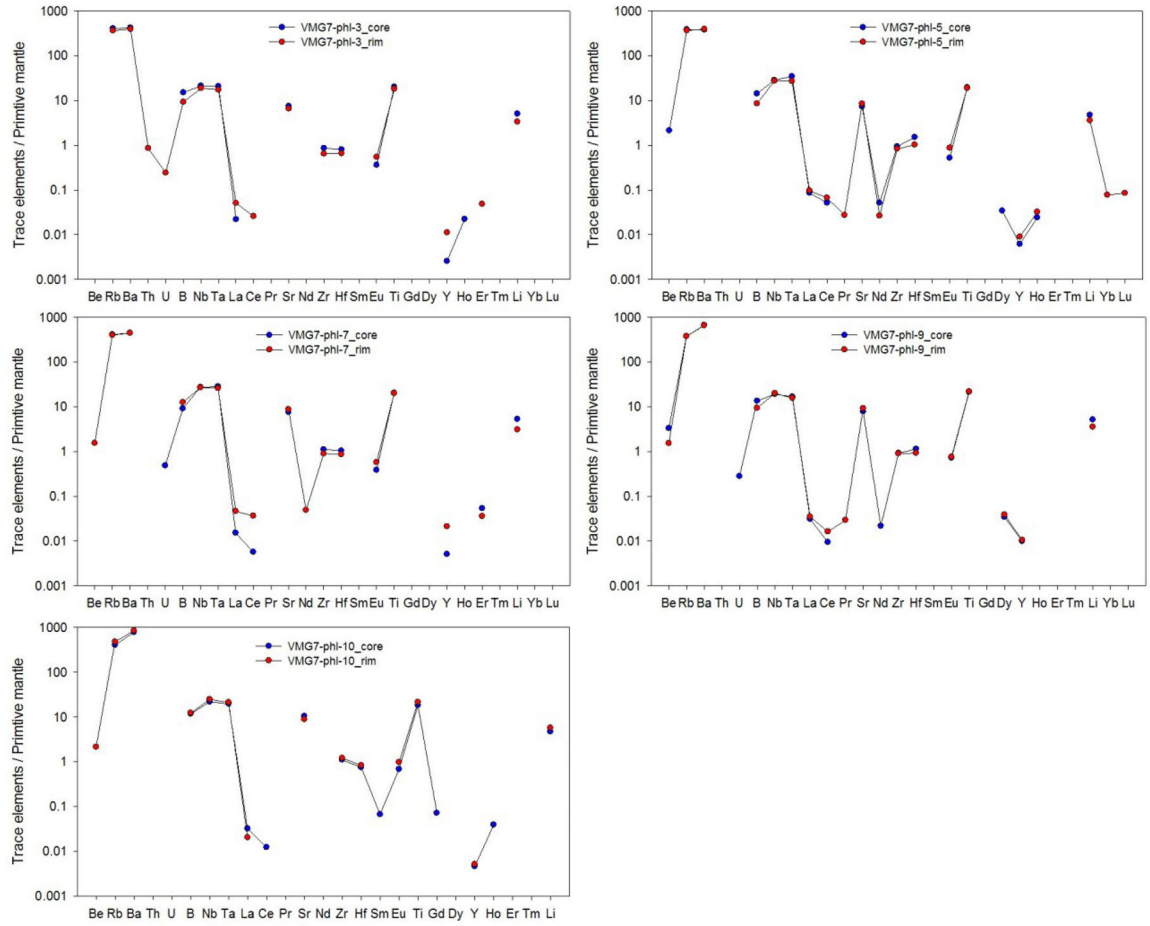 Trace elements / Primtive mantle
VMG7-phl-3_core
VMG7-phl-3_rim
1000
100
10
1
0.1
0.01
0.001
Be Rb Ba Th U B Nb Ta La Ce Pr Sr Nd Zr Hf Sm Eu Ti Gd Dy Y Ho Er Tm Li Yb Lu
Trace elements / Primtive mantle
VMG7-phl-5_core
VMG7-phl-5_rim
1000
100
10
1
0.1
0.01
0.001
Be Rb Ba Th U B Nb Ta La Ce Pr Sr Nd Zr Hf Sm Eu Ti Gd Dy Y Ho Er Tm Li Yb Lu
Trace elements / Primtive mantle
VMG7-phl-7_core
VMG7-phl-7_rim
1000
100
10
1
0.1
0.01
0.001
Be Rb Ba Th U B Nb Ta La Ce Pr Sr Nd Zr Hf Sm Eu Ti Gd Dy Y Ho Er Tm Li Yb Lu
Trace elements / Primtive mantle
VMG7-phl-9_core
VMG7-phl-9_rim
1000
100
10
1
0.1
0.01
0.001
Be Rb Ba Th U B Nb Ta La Ce Pr Sr Nd Zr Hf Sm Eu Ti Gd Dy Y Ho Er Tm Li Yb Lu
Trace elements / Primtive mantle
VMG7-phl-10_core
VMG7-phl-10_rim
1000
100
10
1
0.1
0.01
0.001
Be Rb Ba Th U B Nb Ta La Ce Pr Sr Nd Zr Hf Sm Eu Ti Gd Dy Y Ho Er Tm Li